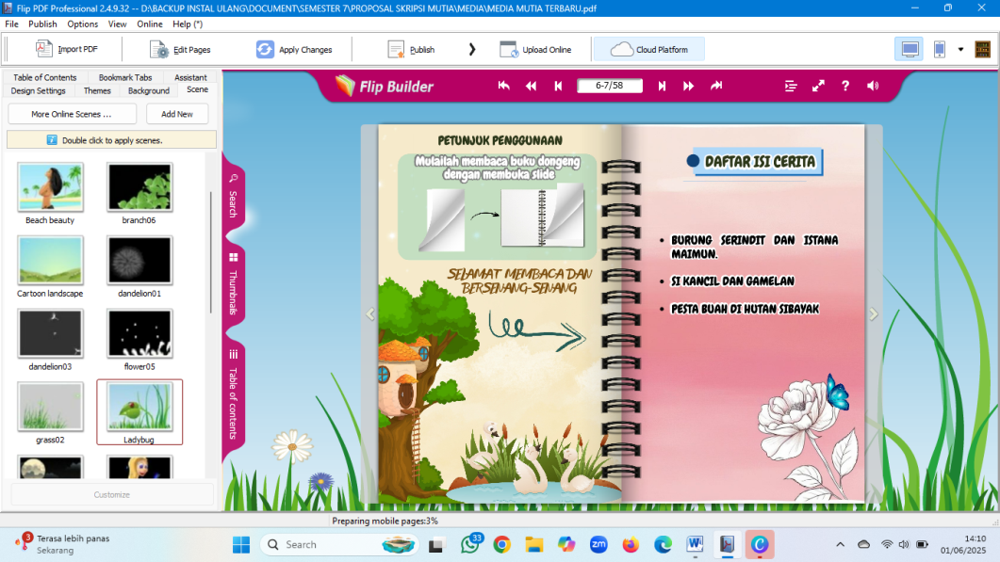 Flip PDF Professional 2.4.9.32 -- D:\BACKUP INSTAL ULANG\DOCUMENT\SEMESTER 7\PROPOSAL SKRIPSI MUTIA\MEDIA\MEDIA MUTIA TERBARU.pdf
File Publish Options View Online Help (*)
Import PDF Edit Pages Apply Changes Publish Upload Online Cloud Platform
Table of Contents Bookmark Tabs Assistant
Design Settings Themes Background Scene
More Online Scenes ... Add New
Double click to apply scenes.
Beach beauty branch06
Cartoon landscape dandelion01
dandelion03 flower05
grass02 Ladybug
Customize
Flip Builder
6-7/58
Search
Thumbnails
Table of contents
PETUNJUK PENGGUNAAN
Mulailah membaca buku dongeng
dengan membuka slide
SELAMAT MEMBACA DAN
BERSENANG-SENANG
DAFTAR ISI CERITA
• BURUNG SERINDIT DAN ISTANA
MAIMUN.
• SI KANCIL DAN GAMELAN
• PESTA BUAH DI HUTAN SIBAYAK
Preparing mobile pages:3%
3
Terasa lebih panas
Sekarang
Search
33
zm
14:10
01/06/2025